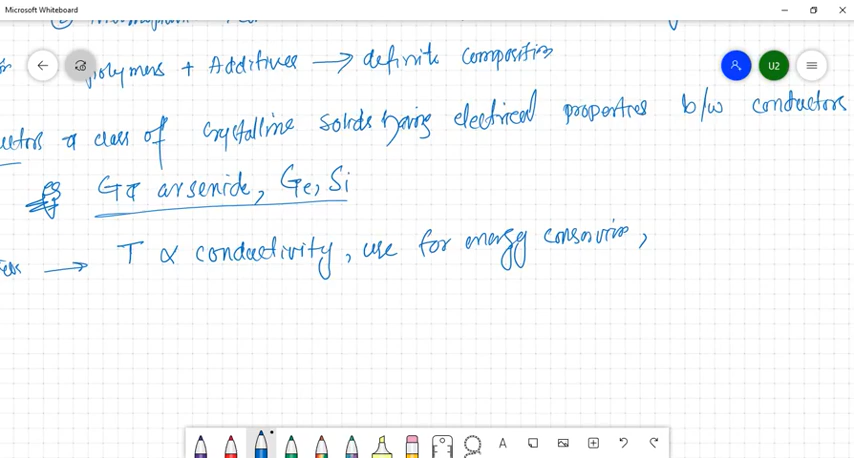 Microsoft Whiteboard
polymers + Additives → definite composition
U2
uctors a class of crystalline solids having electrical properties b/w conductors
Ga arsenide, Ge, Si
→ T ∝ conductivity, use for energy
A